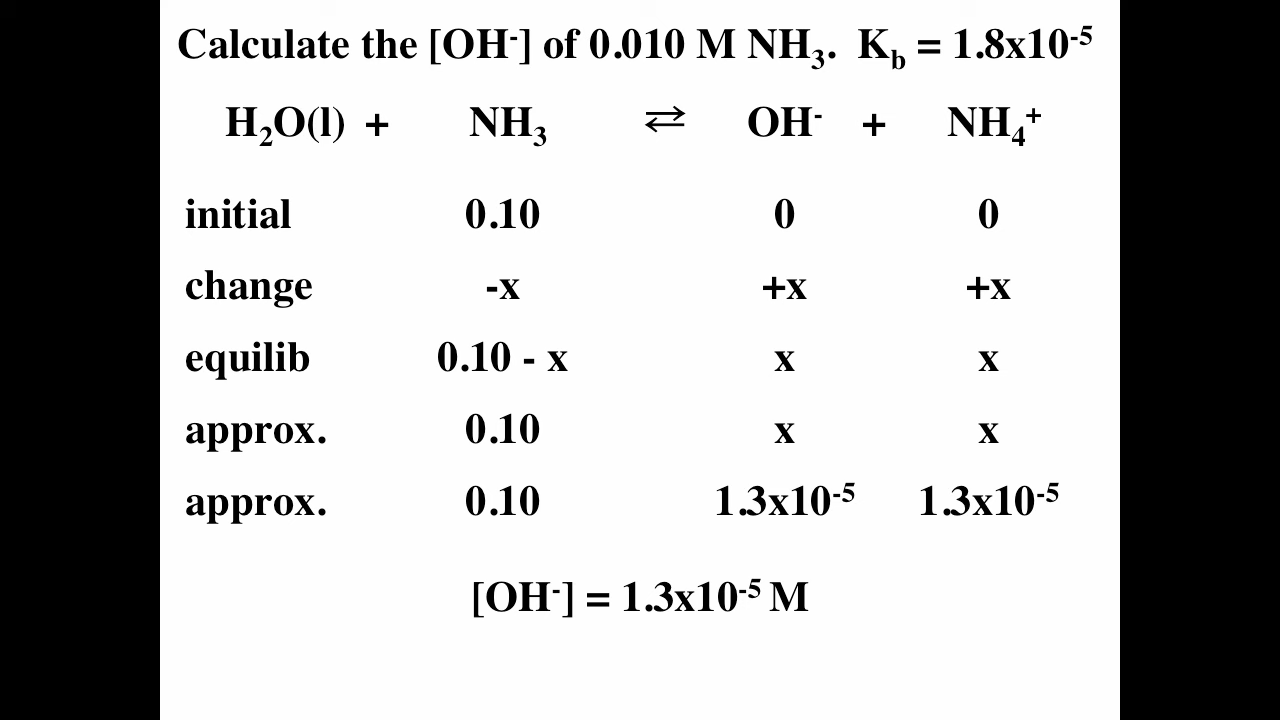 Calculate the [OH⁻] of 0.010 M NH₃. K_b = 1.8x10⁻⁵
H₂O(l) + NH₃ ⇄ OH⁻ + NH₄⁺
initial 0.10 0 0
change -x +x +x
equilib 0.10 - x x x
approx. 0.10 x x
approx. 0.10 1.3x10⁻⁵ 1.3x10⁻⁵
[OH⁻] = 1.3x10⁻⁵ M